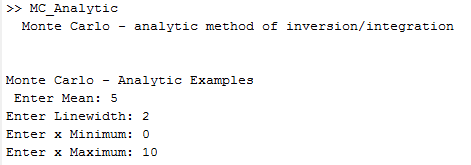 >> MC_Analytic
Monte Carlo - analytic method of inversion/integration
Monte Carlo - Analytic Examples
Enter Mean: 5
Enter Linewidth: 2
Enter x Minimum: 0
Enter x Maximum: 10